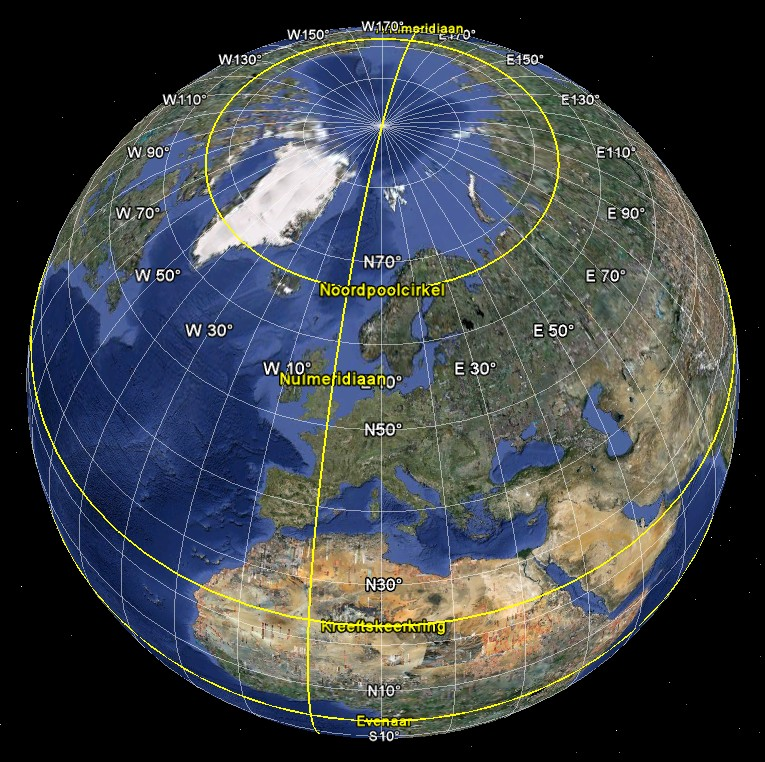 W170°
Nulmeridiaan
W150°
E170°
W130°
E150°
W110°
E130°
W 90°
E110°
W 70°
E 90°
N70°
W 50°
E 70°
Noordpoolcirkel
W 30°
E 50°
W 10°
E 30°
Nulmeridiaan
E 10°
N50°
N30°
Kreeftskeerkring
N10°
Evenaar
S10°